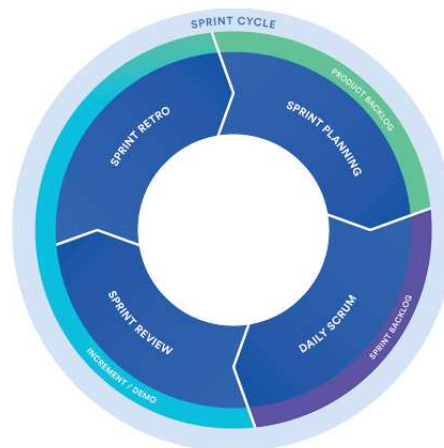 SPRINT CYCLE
PRODUCT BACKLOG
SPRINT PLANNING
SPRINT RETRO
SPRINT REVIEW
DAILY SCRUM
SPRINT BACKLOG
INCREMENT / DEMO